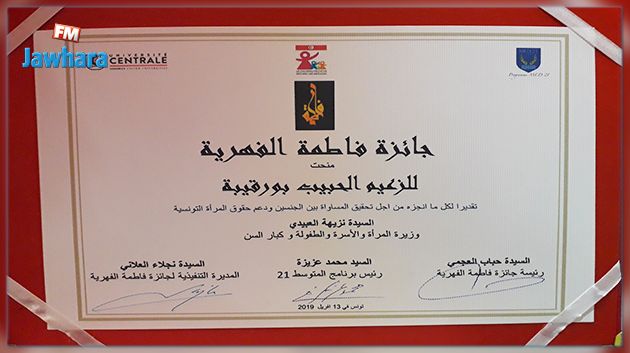 FM
Jawhara
UNIVERSITÉ
CENTRALE
جائزة فاطمة الفهرية
منحت
للزعيم الحبيب بورقيبة
تقديرا لكل ما انجزه من اجل تحقيق المساواة بين الجنسين ودعم حقوق المرأة التونسية
السيدة نزيهة العبيدي
وزيرة المرأة والأسرة والطفولة و كبار السن
السيدة حباب العجمي
رئيسة جائزة فاطمة الفهرية
السيد محمد عزيزة
رئيس برنامج المتوسط 21
السيدة نجلاء العلاني
المديرة التنفيذية لجائزة فاطمة الفهرية
تونس في 13 افريل 2019